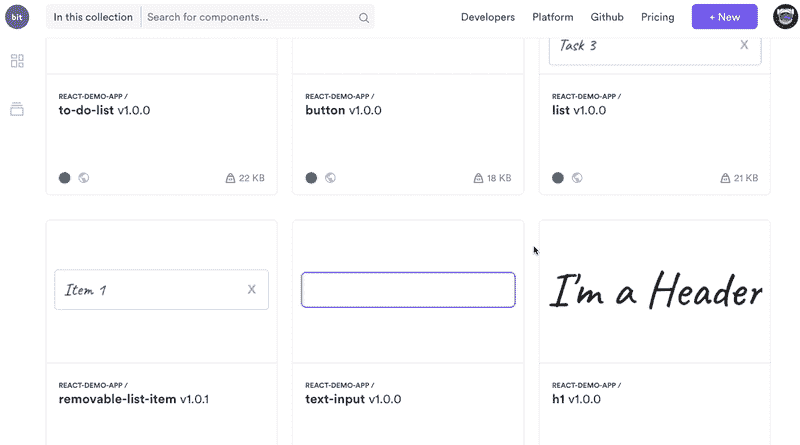 bit In this collection Search for components... Developers Platform Github Pricing + New
Task 3 X
REACT-DEMO-APP / REACT-DEMO-APP / REACT-DEMO-APP /
to-do-list v1.0.0 button v1.0.0 list v1.0.0
22 KB 18 KB 21 KB
Item 1 X I'm a Header
REACT-DEMO-APP / REACT-DEMO-APP / REACT-DEMO-APP /
removable-list-item v1.0.1 text-input v1.0.0 h1 v1.0.0